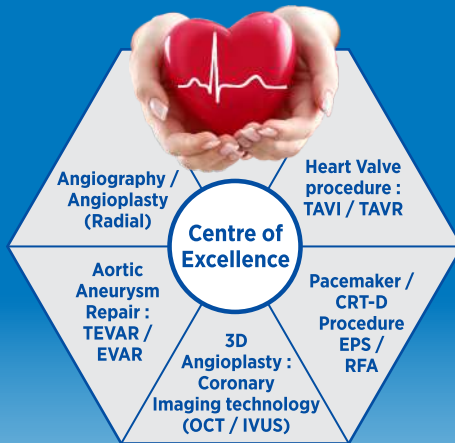 Angiography /
Angioplasty
(Radial)
Heart Valve
procedure :
TAVI / TAVR
Centre of
Excellence
Aortic
Aneurysm
Repair :
TEVAR /
EVAR
Pacemaker /
CRT-D
Procedure
EPS /
RFA
3D
Angioplasty :
Coronary
Imaging technology
(OCT / IVUS)